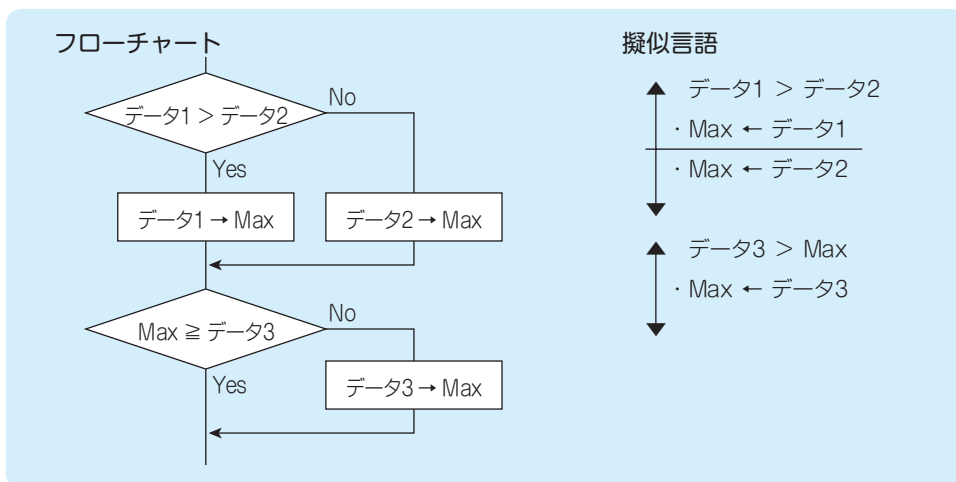 フローチャート
データ1 > データ2
No
Yes
データ1 → Max
データ2 → Max
Max ≧ データ3
No
Yes
データ3 → Max
擬似言語
データ1 > データ2
・Max ← データ1
・Max ← データ2
データ3 > Max
・Max ← データ3